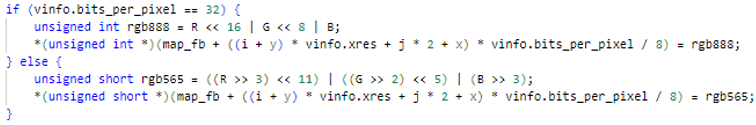 if (vinfo.bits_per_pixel == 32) {
    unsigned int rgb888 = R << 16 | G << 8 | B;
    *(unsigned int *)(map_fb + ((i + y) * vinfo.xres + j * 2 + x) * vinfo.bits_per_pixel / 8) = rgb888;
} else {
    unsigned short rgb565 = ((R >> 3) << 11) | ((G >> 2) << 5) | (B >> 3);
    *(unsigned short *)(map_fb + ((i + y) * vinfo.xres + j * 2 + x) * vinfo.bits_per_pixel / 8) = rgb565;
}